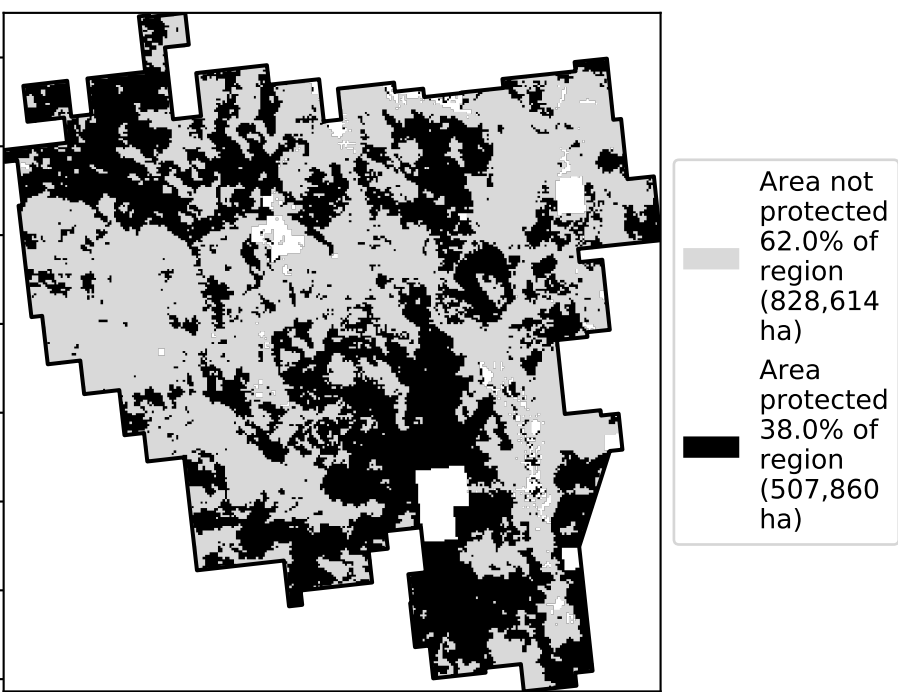 Area not
protected
62.0% of
region
(828,614
ha)
Area
protected
38.0% of
region
(507,860
ha)